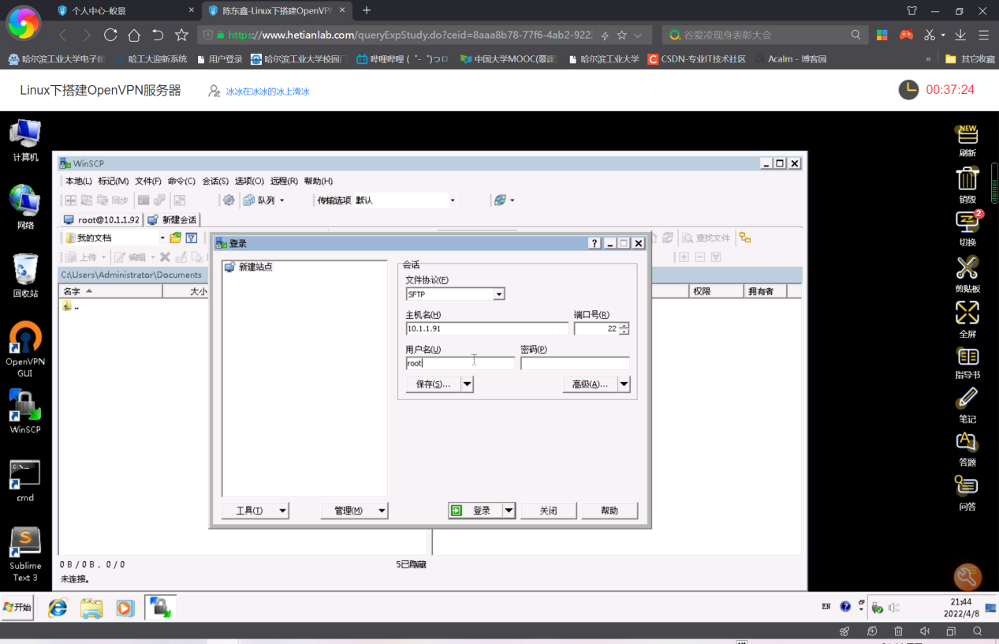 个人中心-蚁景
陈东鑫-Linux下搭建OpenVP
https://www.hetianlab.com/queryExpStudy.do?ceid=8aaa8b78-77f6-4ab2-922
谷爱凌现身表彰大会
哈尔滨工业大学电子邮 哈工大迎新系统 用户登录 哈尔滨工业大学校园门 哔哩哔哩 ( ゜- ゜)つロ 中国大学MOOC(慕课 哈尔滨工业大学 CSDN-专业IT技术社区 Acalm - 博客园 » 其它收藏
Linux下搭建OpenVPN服务器
冰冰在冰冰的冰上滑冰
00:37:24
计算机
网络
回收站
OpenVPN
GUI
WinSCP
cmd
Sublime
Text 3
WinSCP
本地(L) 标记(M) 文件(F) 命令(C) 会话(S) 选项(O) 远程(R) 帮助(H)
同步 队列 传输选项 默认
root@10.1.1.92 新建会话
我的文档
查找文件
上传 编辑
C:\Users\Administrator\Documents
名字 大小
权限 拥有者
..
登录
新建站点
会话
文件协议(F)
SFTP
主机名(H) 端口号(R)
10.1.1.91 22
用户名(U) 密码(P)
root
保存(S)... 高级(A)...
工具(T) 管理(M) 登录 关闭 帮助
0 B / 0 B, 0 / 0
5已隐藏
未连接。
NEW
刷新
销毁
2
切换
剪贴板
全屏
指导书
笔记
答题
问答
开始
EN
21:44
2022/4/8